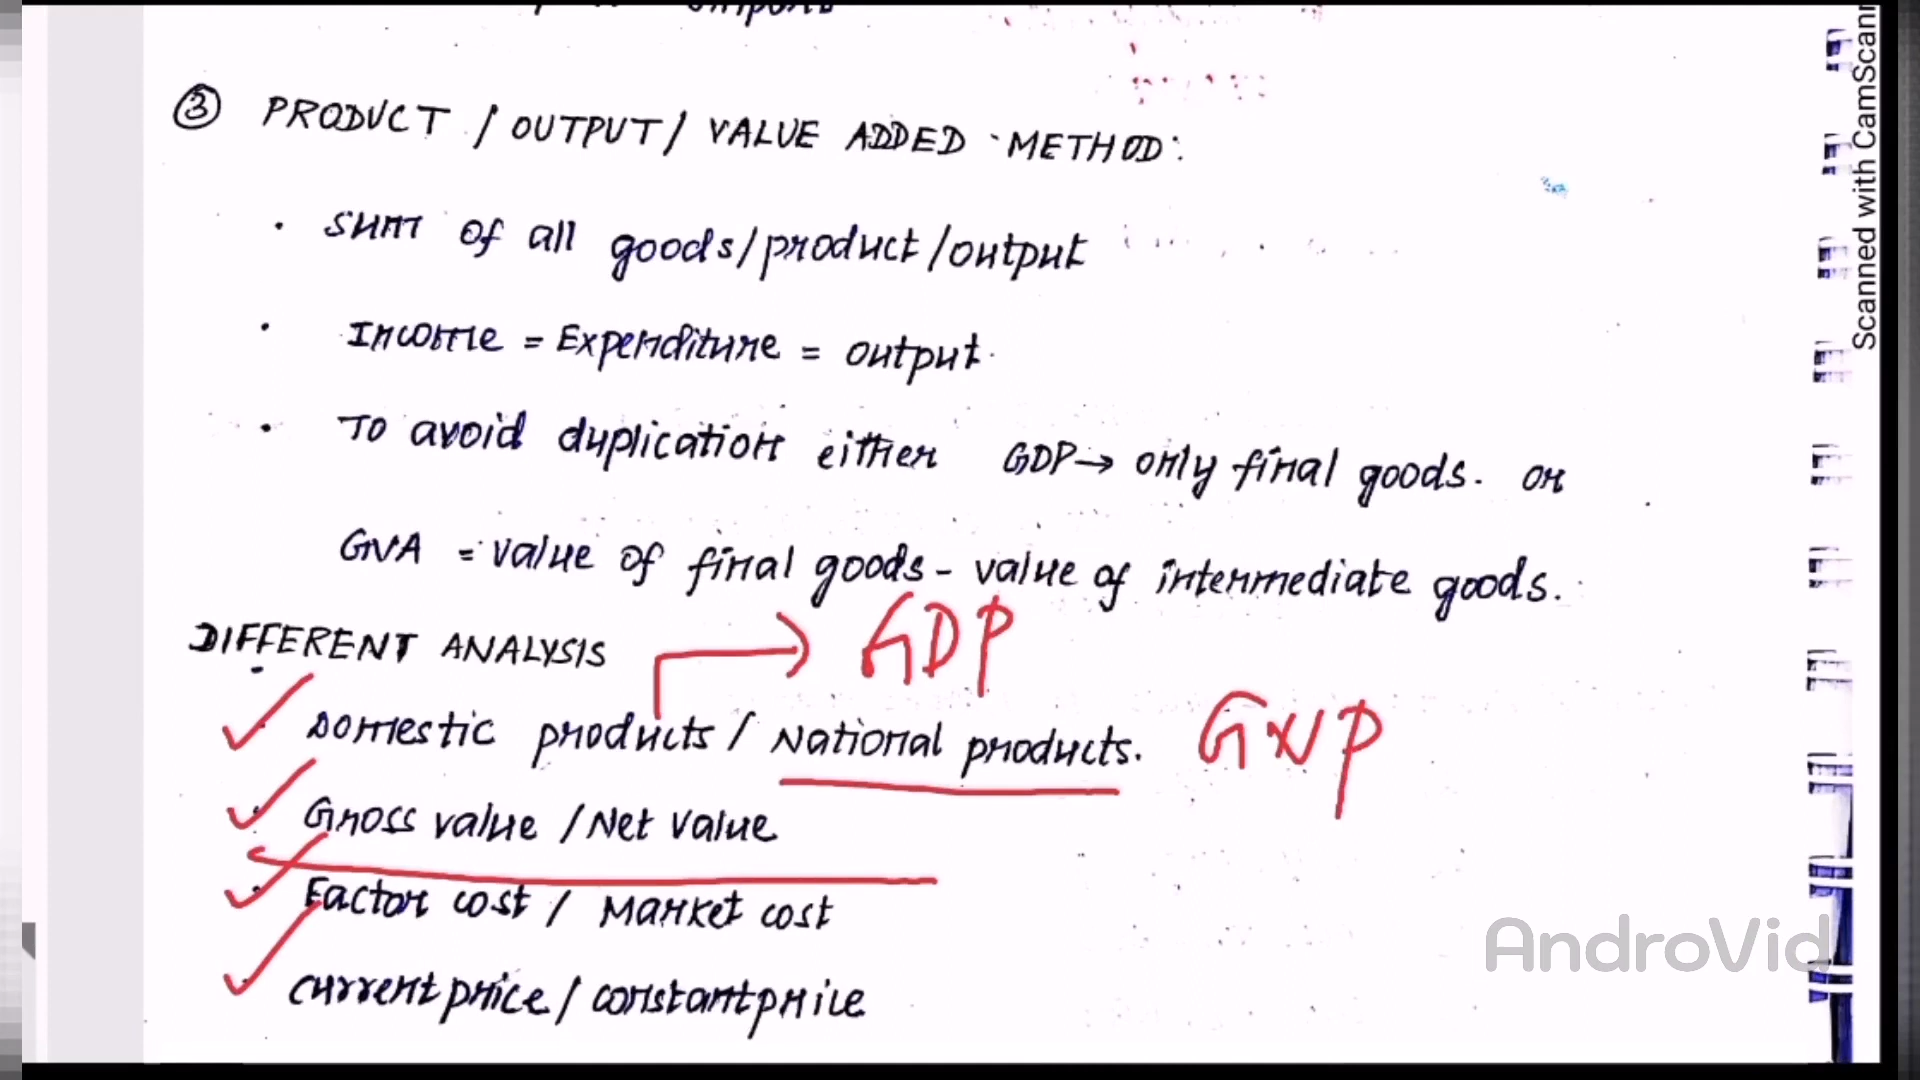 ③ PRODUCT / OUTPUT / VALUE ADDED METHOD:
• Sum of all goods/product/output
• Income = Expenditure = output.
• To avoid duplication either GDP → only final goods. or
GVA = value of final goods - value of intermediate goods.
DIFFERENT ANALYSIS
→ GDP
• Domestic products / National products. GNP
• Gross value / Net value
• Factor cost / Market cost
• Current price / constant price
Scanned with CamScann
AndroVid